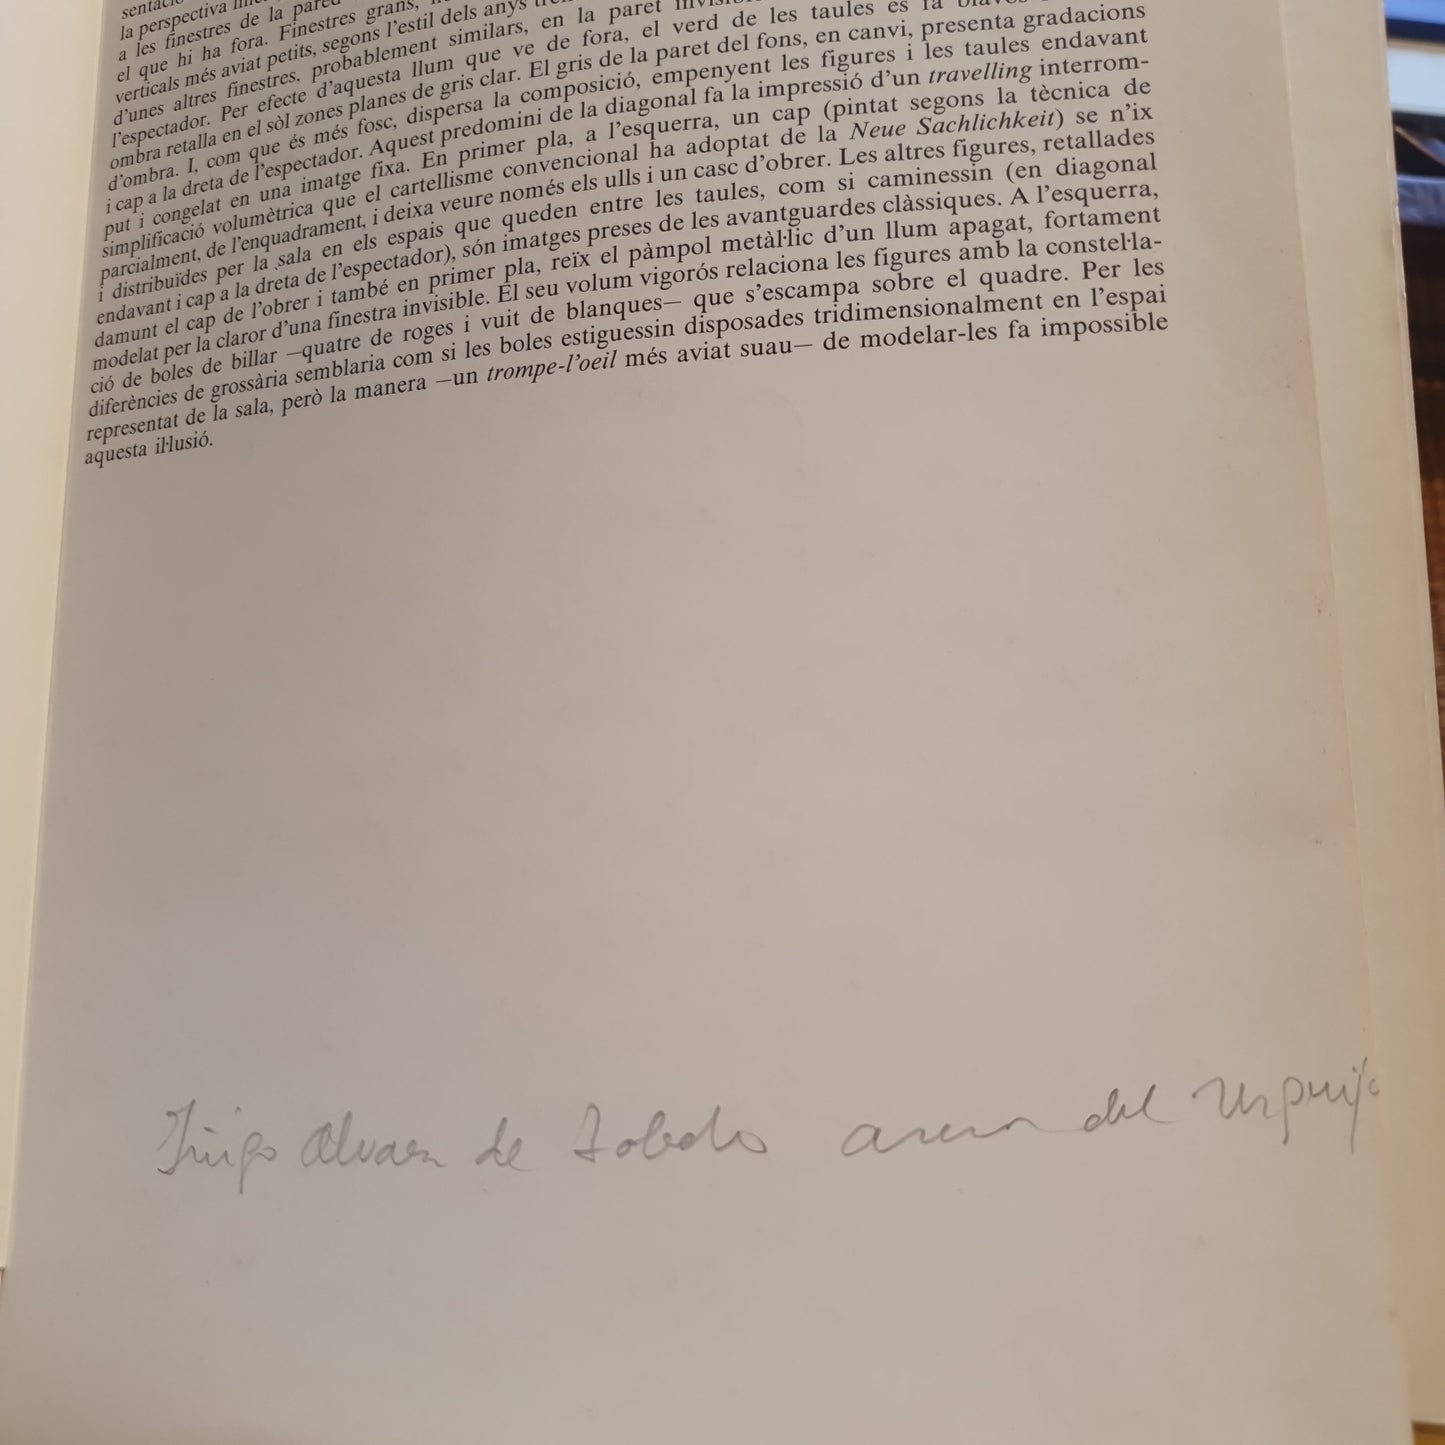 la perspectiva
a les finestres de la paret
el que hi ha fora. Finestres grans,
verticals més aviat petits, segons l'estil dels anys
d'unes altres finestres, probablement similars, en la paret
l'espectador. Per efecte d'aquesta llum que ve de fora, el verd de les taules es fa
ombra retalla en el sòl zones planes de gris clar. El gris de la paret del fons, en canvi, presenta gradacions
d'ombra. I, com que és més fosc, dispersa la composició, empenyent les figures i les taules endavant
i cap a la dreta de l'espectador. Aquest predomini de la diagonal fa la impressió d'un travelling interrom-
put i congelat en una imatge fixa. En primer pla, a l'esquerra, un cap (pintat segons la tècnica de
simplificació volumètrica que el cartellisme convencional ha adoptat de la Neue Sachlichkeit) se n'ix
parcialment, de l'enquadrament, i deixa veure només els ulls i un casc d'obrer. Les altres figures, retallades
i distribuïdes per la sala en els espais que queden entre les taules, com si caminessin (en diagonal
endavant i cap a la dreta de l'espectador), són imatges preses de les avantguardes clàssiques. A l'esquerra,
damunt el cap de l'obrer i també en primer pla, reïx el pàmpol metàl·lic d'un llum apagat, fortament
modelat per la claror d'una finestra invisible. El seu volum vigorós relaciona les figures amb la constel·la-
ció de boles de billar —quatre de roges i vuit de blanques— que s'escampa sobre el quadre. Per les
diferències de grossària semblaria com si les boles estiguessin disposades tridimensionalment en l'espai
representat de la sala, però la manera —un trompe-l'oeil més aviat suau— de modelar-les fa impossible
aquesta il·lusió.
Iñigo Alvarez de Toledo del Urquijo